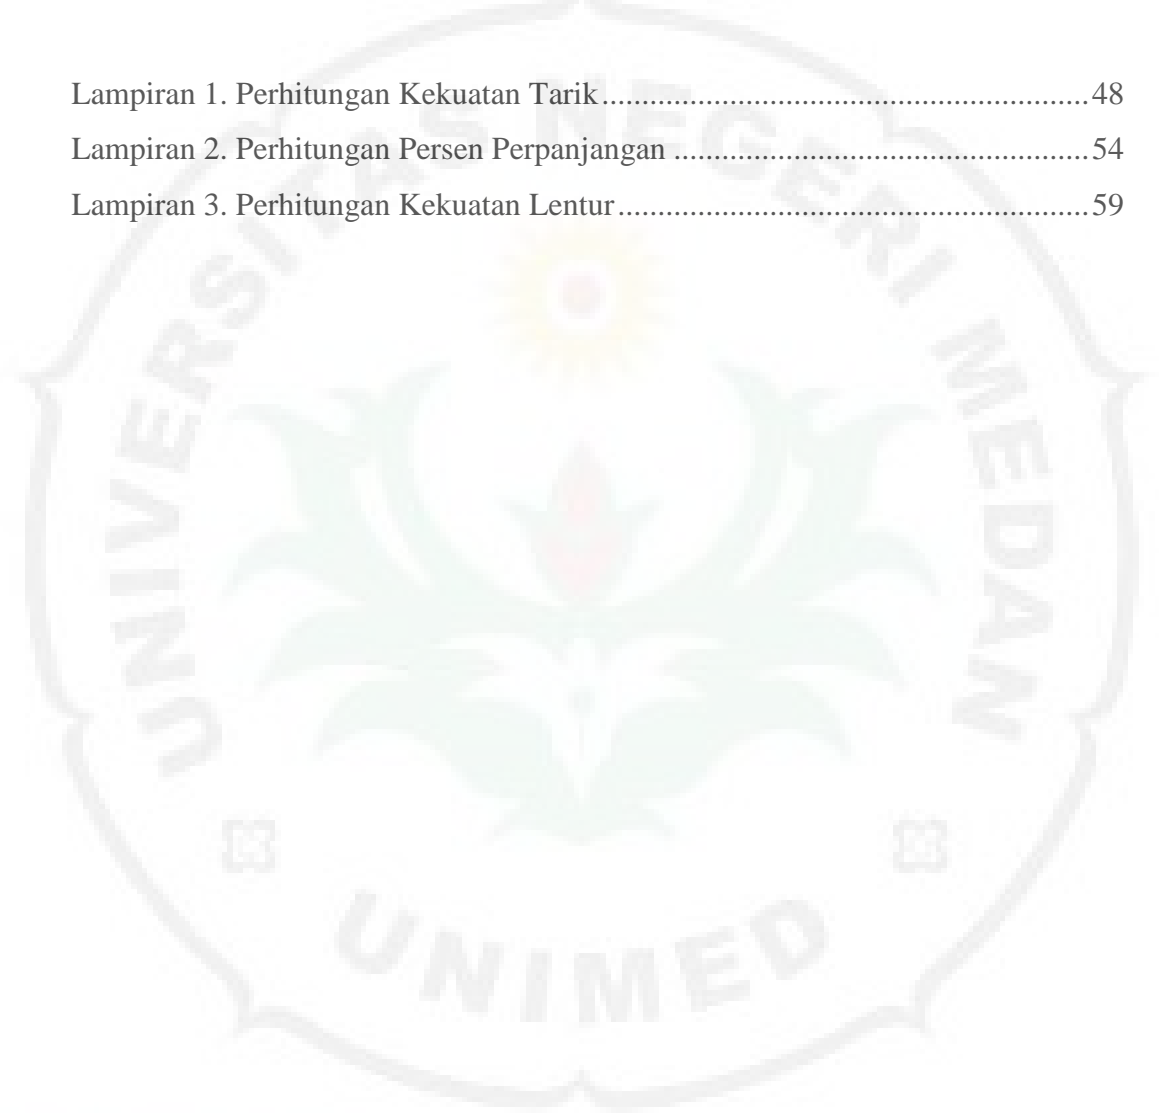 Lampiran 1. Perhitungan Kekuatan Tarik............................................................48
Lampiran 2. Perhitungan Persen Perpanjangan ...................................................54
Lampiran 3. Perhitungan Kekuatan Lentur..........................................................59
UNIVERSITAS NEGERI MEDAN
UNIMED